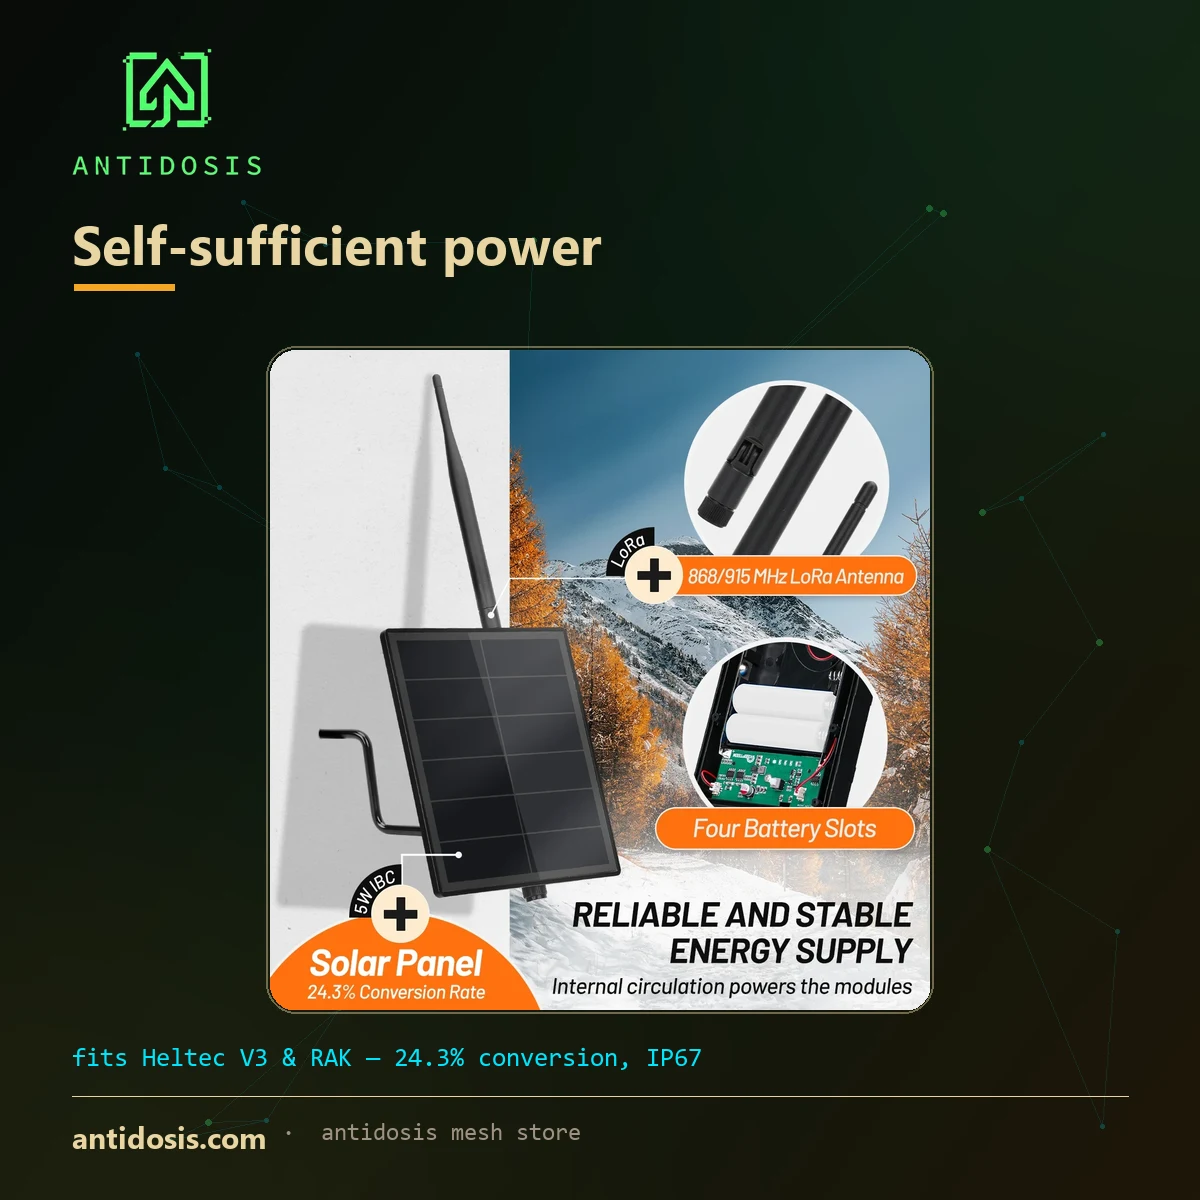 ANTIDOSIS
Self-sufficient power
LoRa
868/915 MHz LoRa Antenna
Four Battery Slots
5W IBC
Solar Panel
24.3% Conversion Rate
RELIABLE AND STABLE
ENERGY SUPPLY
Internal circulation powers the modules
fits Heltec V3 & RAK — 24.3% conversion, IP67
antidosis.com · antidosis mesh store